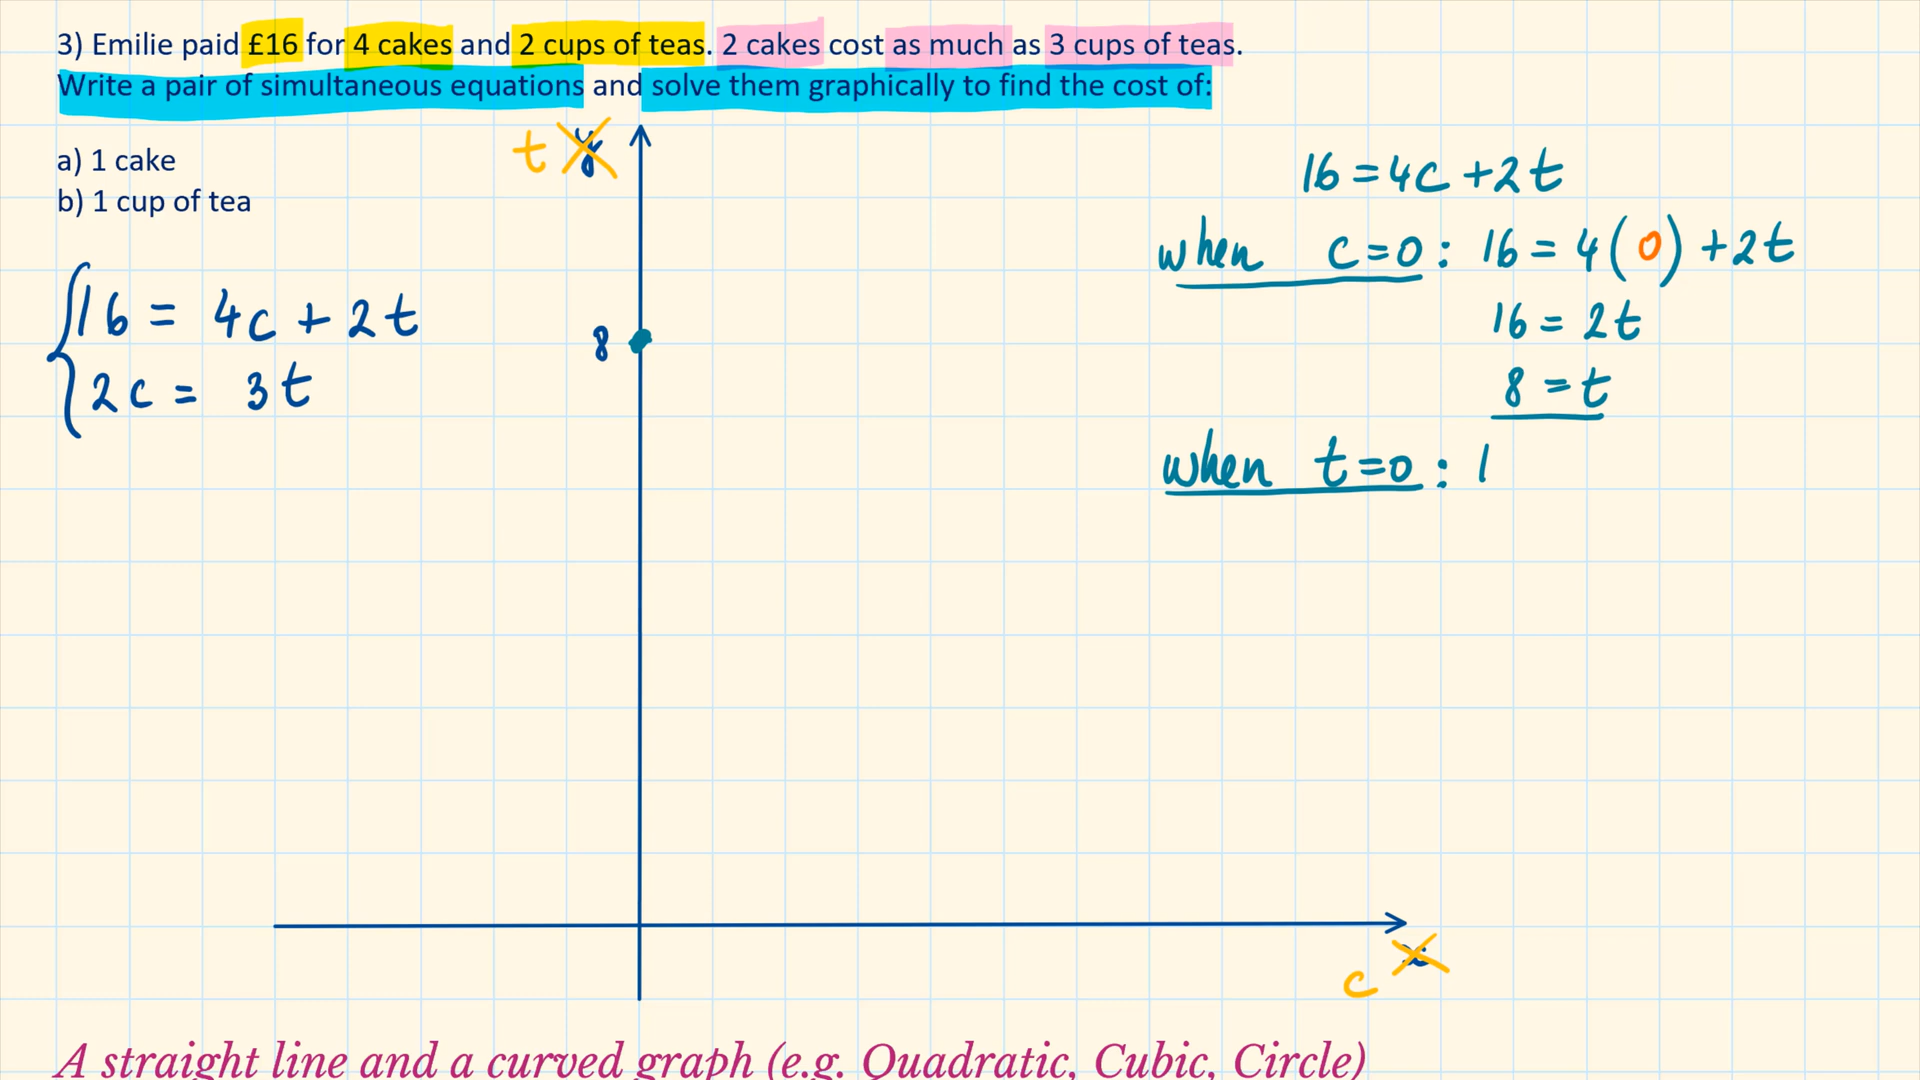 3) Emilie paid £16 for 4 cakes and 2 cups of teas. 2 cakes cost as much as 3 cups of teas.
Write a pair of simultaneous equations and solve them graphically to find the cost of:
a) 1 cake
b) 1 cup of tea
16 = 4c + 2t
2c = 3t
t y
8
x
c
16 = 4c + 2t
when c = 0 : 16 = 4(0) + 2t
16 = 2t
8 = t
when t = 0 : 1
A straight line and a curved graph (e.g. Quadratic, Cubic, Circle)